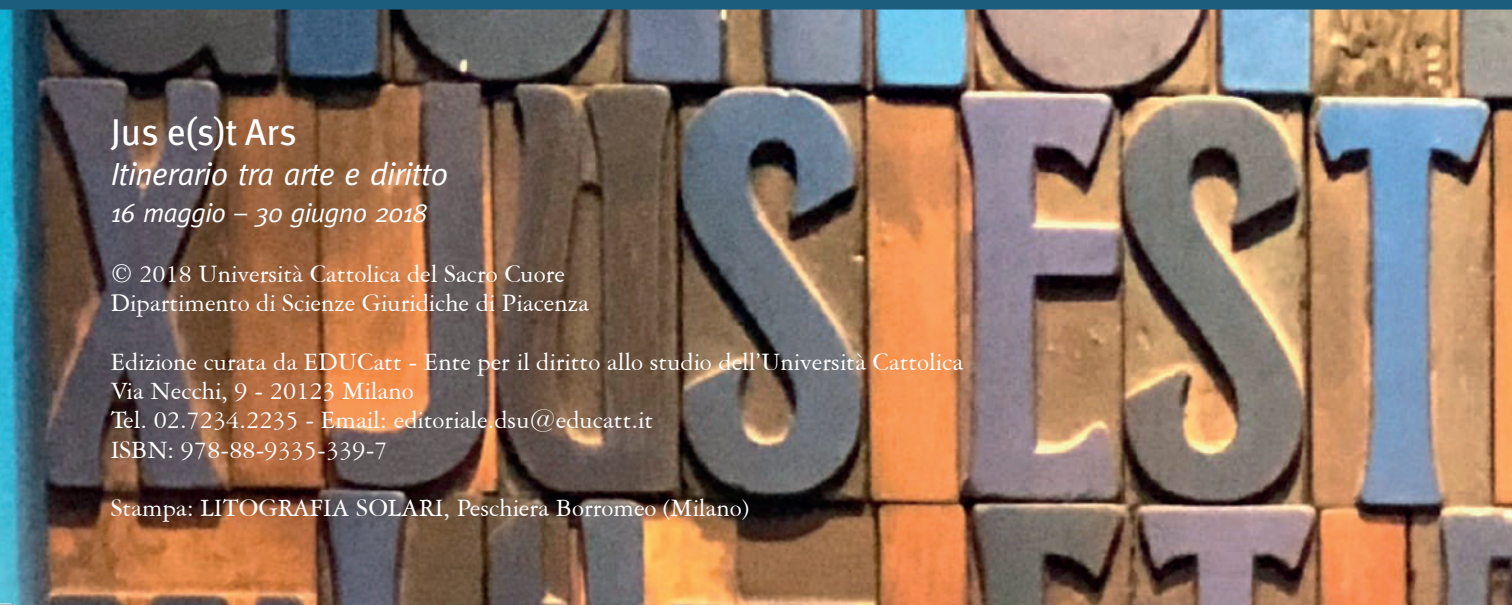 Jus e(s)t Ars
Itinerario tra arte e diritto
16 maggio – 30 giugno 2018
© 2018 Università Cattolica del Sacro Cuore
Dipartimento di Scienze Giuridiche di Piacenza
Edizione curata da EDUCatt - Ente per il diritto allo studio dell'Università Cattolica
Via Necchi, 9 - 20123 Milano
Tel. 02.7234.2235 - Email: editoriale.dsu@educatt.it
ISBN: 978-88-9335-339-7
Stampa: LITOGRAFIA SOLARI, Peschiera Borromeo (Milano)
X JUS EST